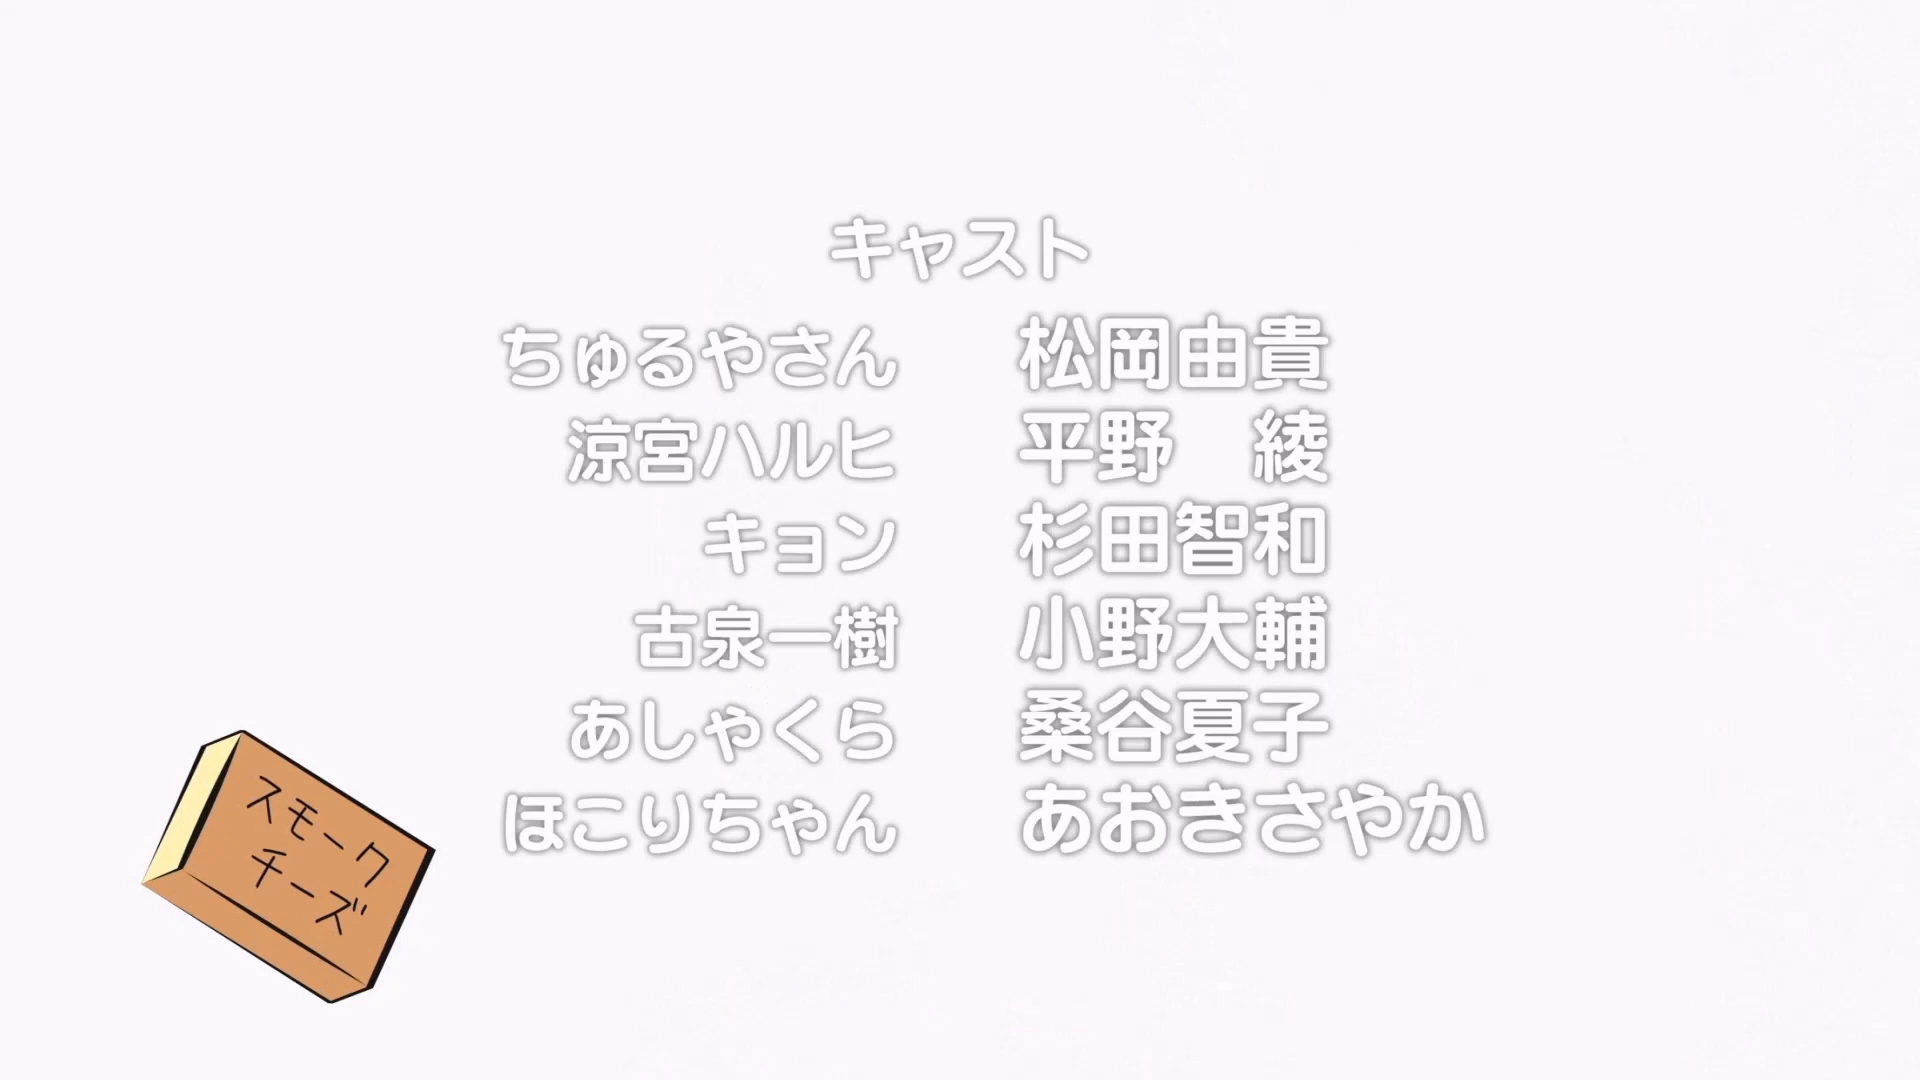 キャスト
ちゅるやさん 松岡由貴
涼宮ハルヒ 平野 綾
キョン 杉田智和
古泉一樹 小野大輔
あしゃくら 桑谷夏子
ほこりちゃん あおきさやか
スモーク
チーズ